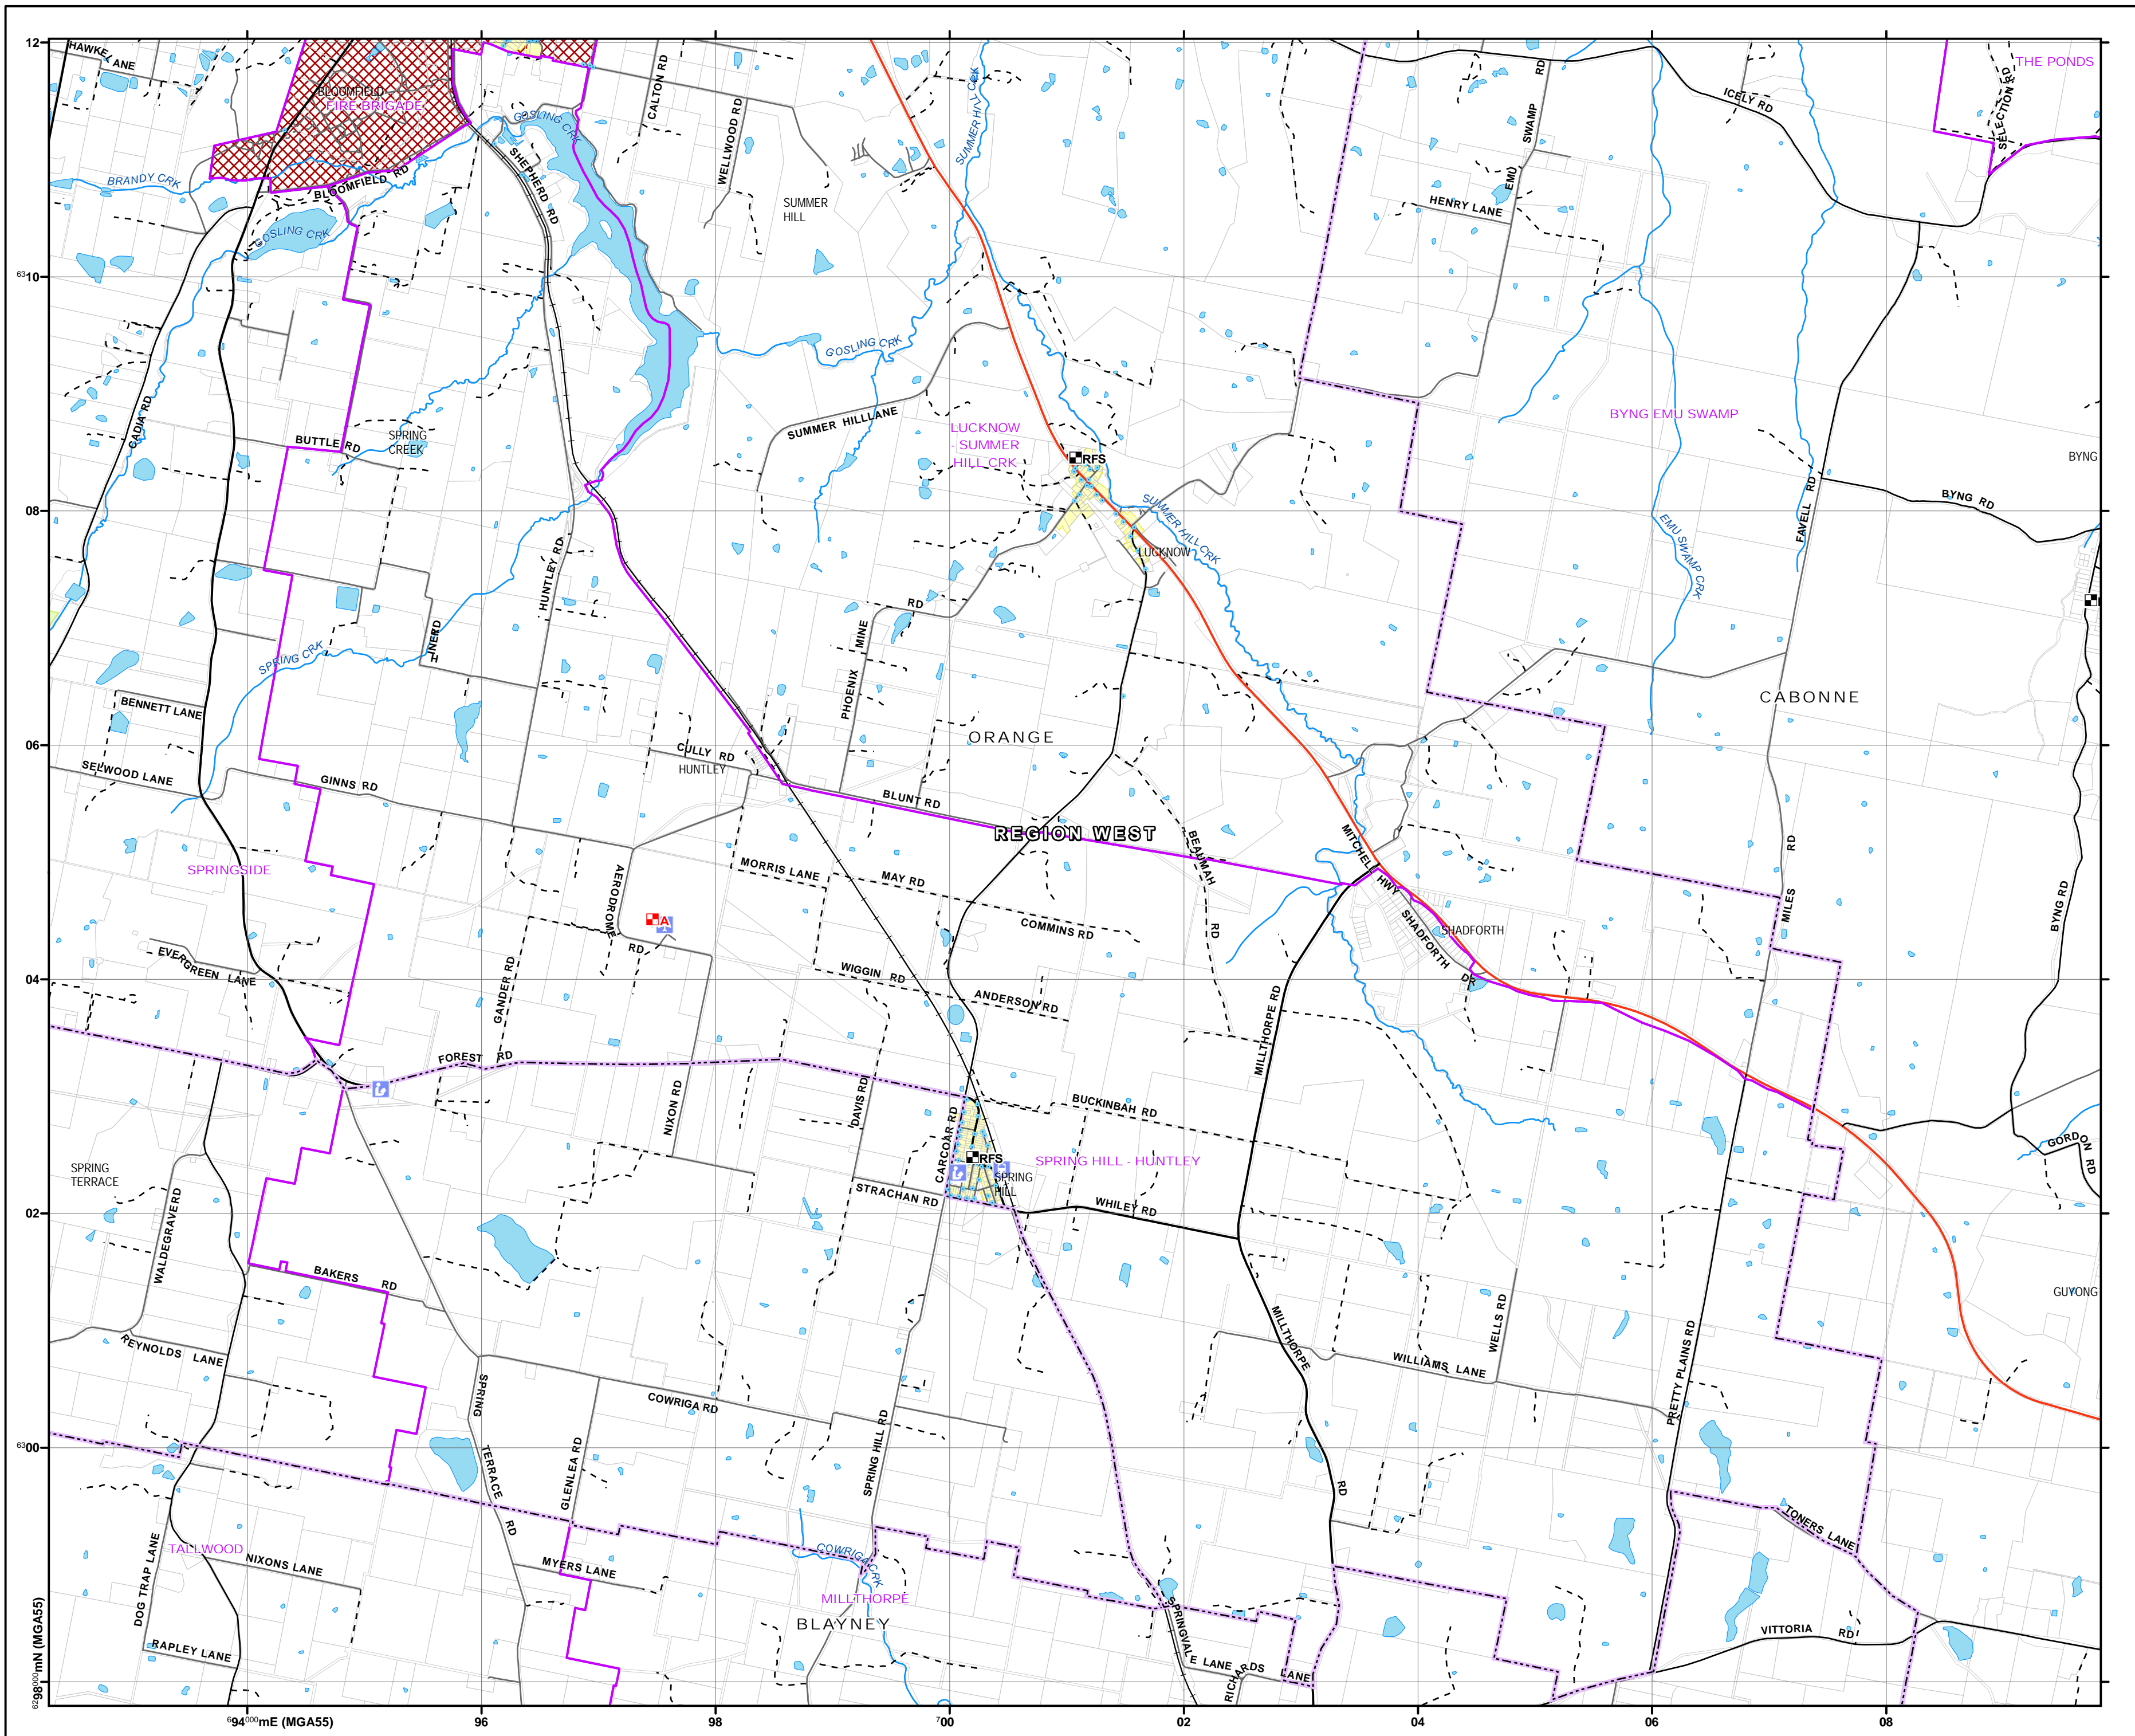 12
HAWKE
ANE
BLOOMFIELD
FIRE BRIGADE
CALTON RD
WELLWOOD RD
SUMMER HILL CRK
SWAMP
RD
EMU
ICELY RD
THE PONDS
SELECTION RD
GOSLING CRK
SHEPHERD RD
BRANDY CRK
BLOOMFIELD RD
GOSLING CRK
SUMMER
HILL
HENRY LANE
6310
GOSLING CRK
CADIA RD
BUTTLE RD
SPRING
CREEK
SUMMER HILL LANE
LUCKNOW
- SUMMER
HILL CRK
RFS
BYNG EMU SWAMP
BYNG
BYNG RD
FAVELL RD
08
SUMMER HILL CRK
LUCKNOW
EMU SWAMP CRK
HUNTLEY RD
RD
MINE
PHOENIX
SPRING CRK
BENNETT LANE
CABONNE
06
ORANGE
CULLY RD
HUNTLEY
SELWOOD LANE
GINNS RD
BLUNT RD
REGION WEST
MITCHELL
HWY
BEAUMAH
RD
MILES
RD
SPRINGSIDE
AERODROME
RD
MORRIS LANE
MAY RD
COMMINS RD
A
SHADFORTH
SHADFORTH
DR
BYNG RD
EVERGREEN LANE
GANDER RD
WIGGIN RD
ANDERSON RD
04
MILLTHORPE RD
FOREST RD
NIXON RD
DAVIS RD
CARCOAR RD
BUCKINBAH RD
RFS
SPRING
HILL
SPRING HILL - HUNTLEY
GORDON RD
SPRING
TERRACE
WALDEGRAVE RD
STRACHAN RD
WHILEY RD
02
BAKERS RD
GUYONG
REYNOLDS LANE
MILLTHORPE
RD
WELLS RD
WILLIAMS LANE
PRETTY PLAINS RD
SPRING
TERRACE
RD
COWRIGA RD
GLENLEA RD
SPRING HILL RD
6300
TONERS LANE
DOG TRAP LANE
TALLWOOD
NIXONS LANE
MYERS LANE
COWRIGA CRK
MILLTHORPE
BLAYNEY
SPRINGVALE LANE
RICHARDS LANE
VITTORIA RD
RAPLEY LANE
6298000mN (MGA55)
694000mE (MGA55)
96
98
700
02
04
06
08